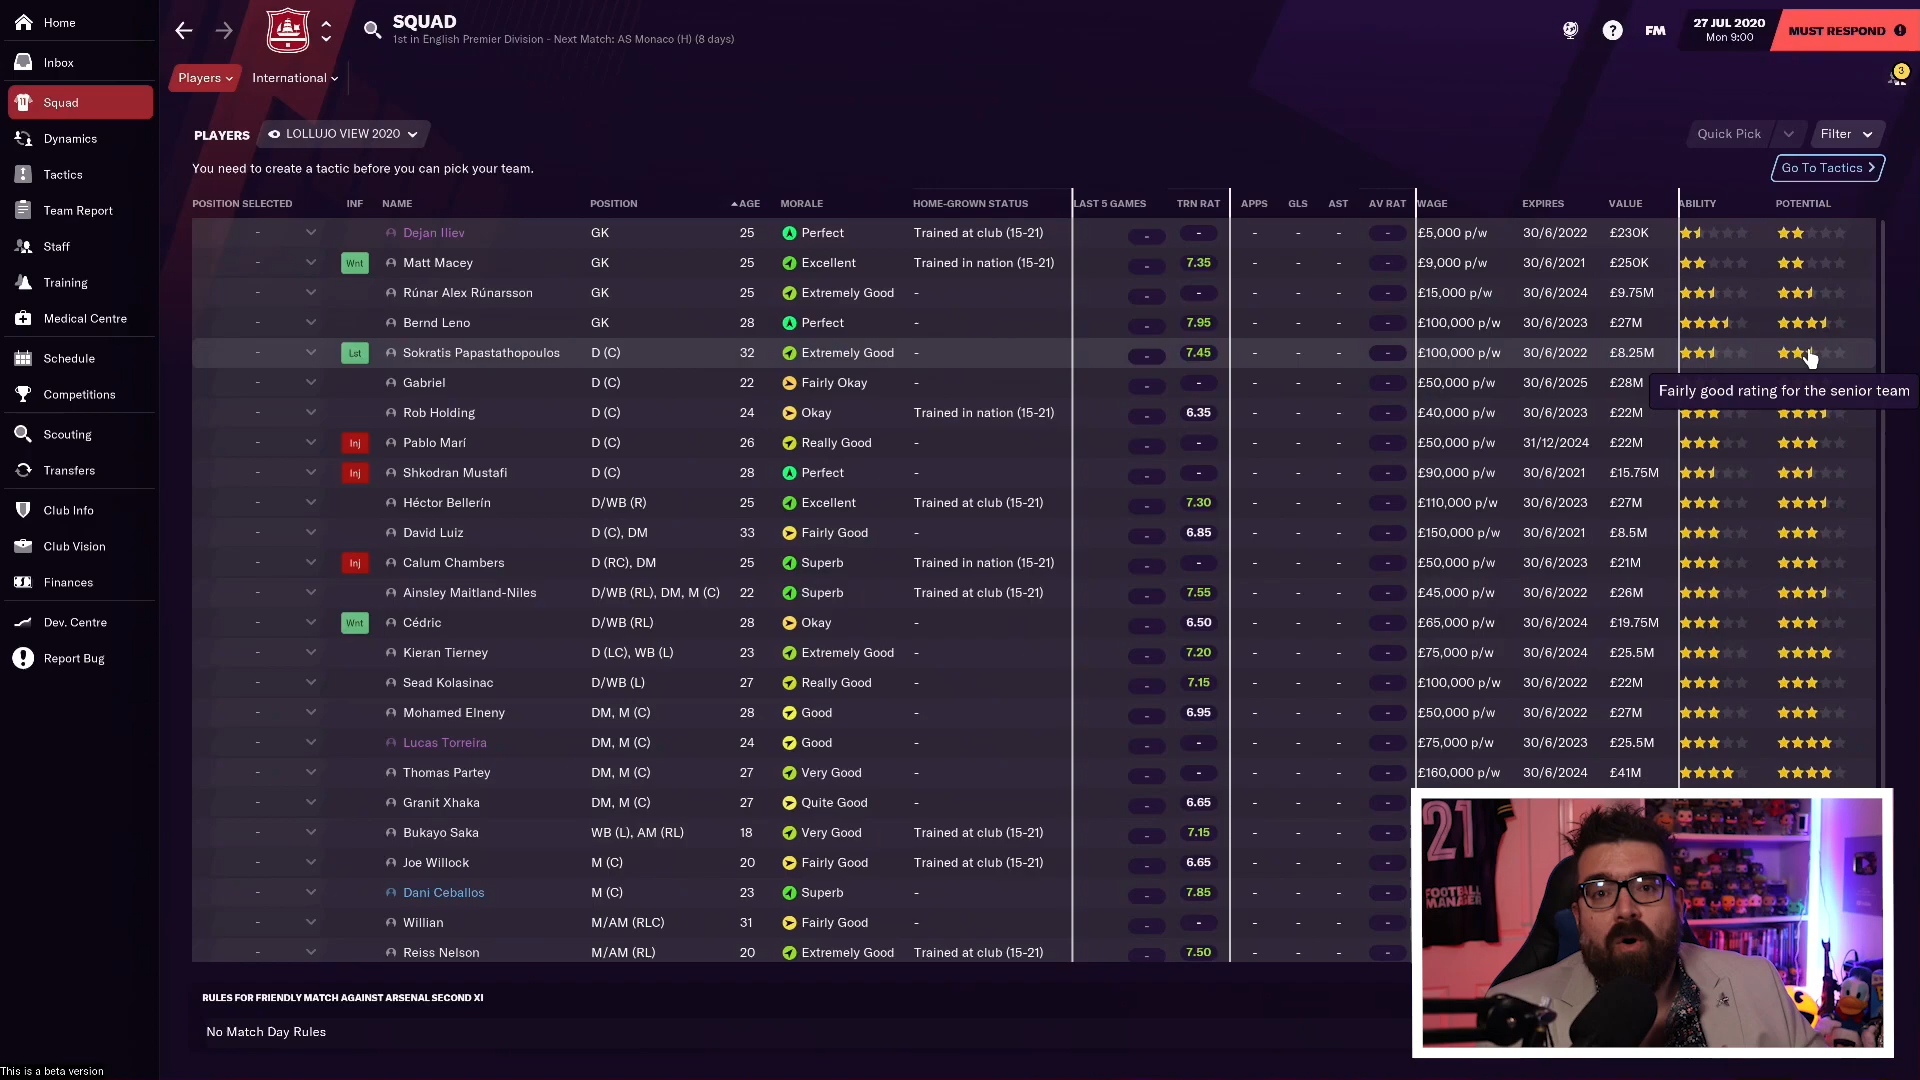 Home
Inbox
Squad
Dynamics
Tactics
Team Report
Staff
Training
Medical Centre
Schedule
Competitions
Scouting
Transfers
Club Info
Club Vision
Finances
Dev. Centre
Report Bug
This is a beta version
SQUAD
1st in English Premier Division - Next Match: AS Monaco (H) (8 days)
? FM 27 JUL 2020 Mon 9:00 MUST RESPOND
Players International 3
PLAYERS LOLLUJO VIEW 2020 Quick Pick Filter
You need to create a tactic before you can pick your team. Go To Tactics
POSITION SELECTED INF NAME POSITION AGE MORALE HOME-GROWN STATUS LAST 5 GAMES TRN RAT APPS GLS AST AV RAT WAGE EXPIRES VALUE ABILITY POTENTIAL
- Dejan Iliev GK 25 Perfect Trained at club (15-21) - - - - - - £5,000 p/w 30/6/2022 £230K
- Wnt Matt Macey GK 25 Excellent Trained in nation (15-21) - 7.35 - - - - £9,000 p/w 30/6/2021 £250K
- Rúnar Alex Rúnarsson GK 25 Extremely Good - - - - - - - £15,000 p/w 30/6/2024 £9.75M
- Bernd Leno GK 28 Perfect - - 7.95 - - - - £100,000 p/w 30/6/2023 £27M
- Lst Sokratis Papastathopoulos D (C) 32 Extremely Good - - 7.45 - - - - £100,000 p/w 30/6/2022 £8.25M
- Gabriel D (C) 22 Fairly Okay - - - - - - - £50,000 p/w 30/6/2025 £28M Fairly good rating for the senior team
- Rob Holding D (C) 24 Okay Trained in nation (15-21) - 6.35 - - - - £40,000 p/w 30/6/2023 £22M
- Inj Pablo Marí D (C) 26 Really Good - - - - - - - £50,000 p/w 31/12/2024 £22M
- Inj Shkodran Mustafi D (C) 28 Perfect - - - - - - - £90,000 p/w 30/6/2021 £15.75M
- Héctor Bellerín D/WB (R) 25 Excellent Trained at club (15-21) - 7.30 - - - - £110,000 p/w 30/6/2023 £27M
- David Luiz D (C), DM 33 Fairly Good - - 6.85 - - - - £150,000 p/w 30/6/2021 £8.5M
- Inj Calum Chambers D (RC), DM 25 Superb Trained in nation (15-21) - - - - - - £50,000 p/w 30/6/2023 £21M
- Ainsley Maitland-Niles D/WB (RL), DM, M (C) 22 Superb Trained at club (15-21) - 7.55 - - - - £45,000 p/w 30/6/2022 £26M
- Wnt Cédric D/WB (RL) 28 Okay - - 6.50 - - - - £65,000 p/w 30/6/2024 £19.75M
- Kieran Tierney D (LC), WB (L) 23 Extremely Good - - 7.20 - - - - £75,000 p/w 30/6/2024 £25.5M
- Sead Kolasinac D/WB (L) 27 Really Good - - 7.15 - - - - £100,000 p/w 30/6/2022 £22M
- Mohamed Elneny DM, M (C) 28 Good - - 6.95 - - - - £50,000 p/w 30/6/2022 £27M
- Lucas Torreira DM, M (C) 24 Good - - - - - - - £75,000 p/w 30/6/2023 £25.5M
- Thomas Partey DM, M (C) 27 Very Good - - - - - - - £160,000 p/w 30/6/2024 £41M
- Granit Xhaka DM, M (C) 27 Quite Good - - 6.65 - - - -
- Bukayo Saka WB (L), AM (RL) 18 Very Good Trained at club (15-21) - 7.15 - - - -
- Joe Willock M (C) 20 Fairly Good Trained at club (15-21) - 6.65 - - - -
- Dani Ceballos M (C) 23 Superb - - 7.85 - - - -
- Willian M/AM (RLC) 31 Fairly Good - - - - - - -
- Reiss Nelson M/AM (RL) 20 Extremely Good Trained at club (15-21) - 7.50 - - - -
RULES FOR FRIENDLY MATCH AGAINST ARSENAL SECOND XI
No Match Day Rules
21
FOOTBALL
MANAGER